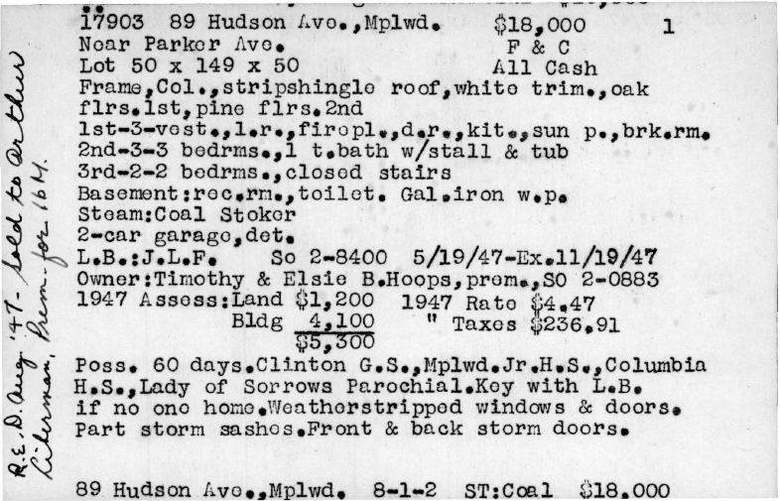 17903 89 Hudson Ave.,Mplwd. $18,000 1
Near Parker Ave. F & C
Lot 50 x 149 x 50 All Cash
Frame,Col.,stripshingle roof,white trim.,oak
flrs.1st,pine flrs.2nd
1st-3-vest.,l.r.,firepl.,d.r.,kit.,sun p.,brk.rm.
2nd-3-3 bedrms.,1 t.bath w/stall & tub
3rd-2-2 bedrms.,closed stairs
Basement:rec.rm.,toilet. Gal.iron w.p.
Steam:Coal Stoker
2-car garage,det.
L.B.:J.L.F. So 2-8400 5/19/47-Ex.11/19/47
Owner:Timothy & Elsie B.Hoops,prem.,SO 2-0883
1947 Assess:Land $1,200 1947 Rate $4.47
Bldg 4,100 " Taxes $236.91
$5,300
Poss. 60 days.Clinton G.S.,Mplwd.Jr.H.S.,Columbia
H.S.,Lady of Sorrows Parochial.Key with L.B.
if no one home.Weatherstripped windows & doors.
Part storm sashes.Front & back storm doors.
89 Hudson Ave.,Mplwd. 8-1-2 ST:Coal $18,000
R.E.D. Aug '47 - Sold to Arthur
Liberman, Prem. for 16M.